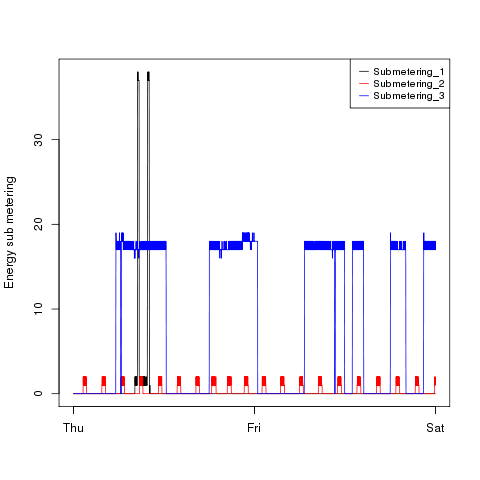 Submetering_1
Submetering_2
Submetering_3
Energy sub metering
30
20
10
0
Thu Fri Sat